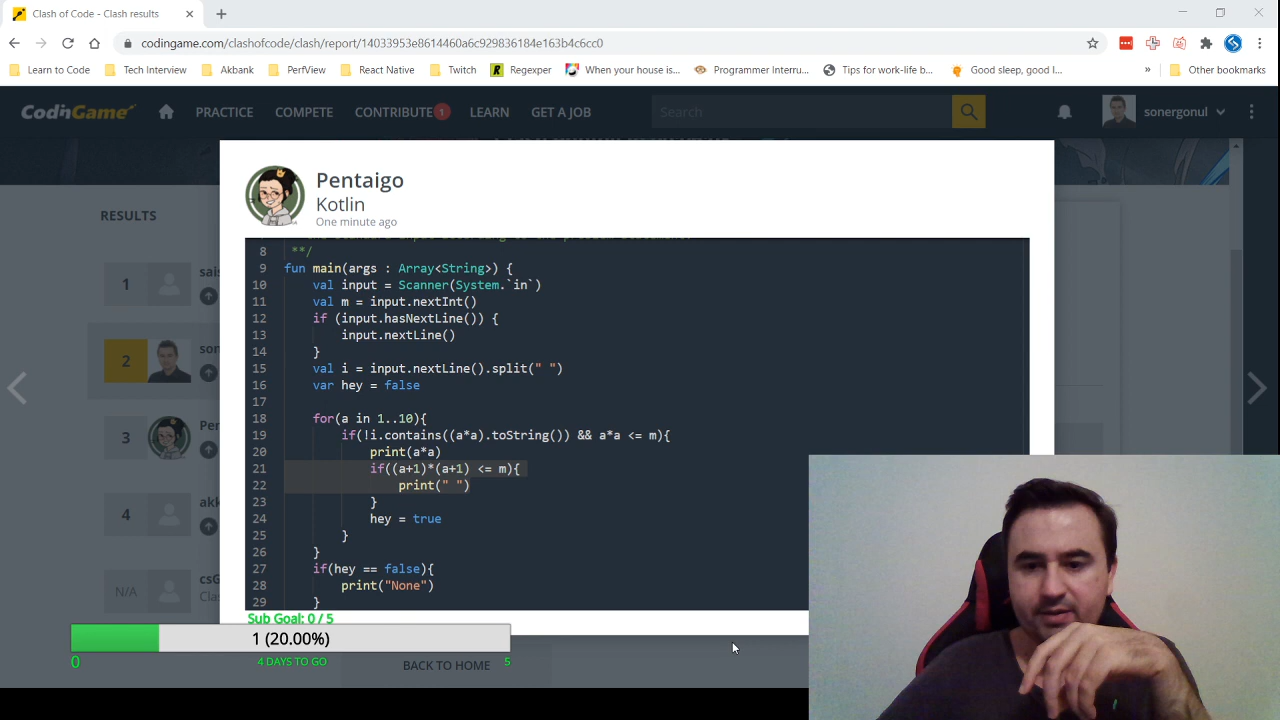 Clash of Code - Clash results
codingame.com/clashofcode/clash/report/14033953e8f14460a6c929836184e163b4c6cc0
Learn to Code Tech Interview Akbank PerfView React Native Twitch Regexper When your house is... Programmer Interru... Tips for work-life b... Good sleep, good l... » Other bookmarks
CodinGame PRACTICE COMPETE CONTRIBUTE 1 LEARN GET A JOB Search sonergonul
Pentaigo
Kotlin
One minute ago
RESULTS
1 sais
2 son
3 Pen
4 akk
N/A csG
Clas
8 **/
9 fun main(args : Array<String>) {
10 val input = Scanner(System.`in`)
11 val m = input.nextInt()
12 if (input.hasNextLine()) {
13 input.nextLine()
14 }
15 val i = input.nextLine().split(" ")
16 var hey = false
17
18 for(a in 1..10){
19 if(!i.contains((a*a).toString()) && a*a <= m){
20 print(a*a)
21 if((a+1)*(a+1) <= m){
22 print(" ")
23 }
24 hey = true
25 }
26 }
27 if(hey == false){
28 print("None")
29 }
Sub Goal: 0 / 5
1 (20.00%)
0 4 DAYS TO GO 5
BACK TO HOME